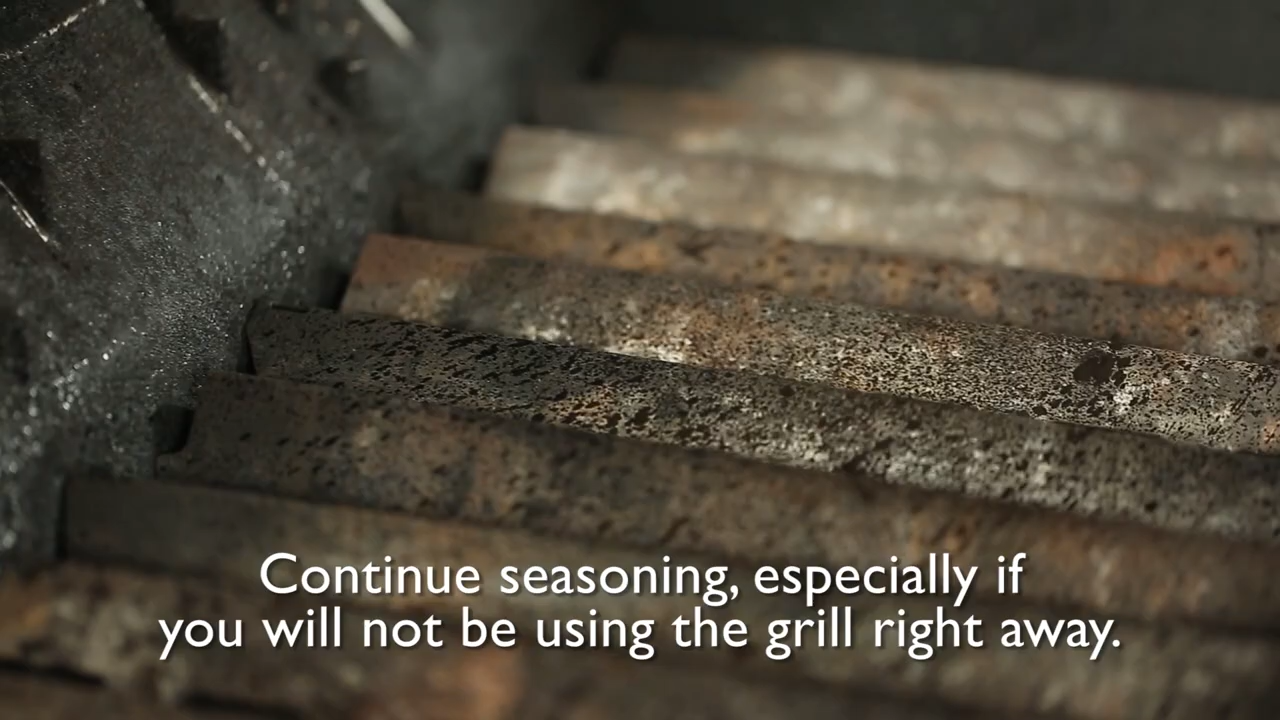 Continue seasoning, especially if
you will not be using the grill right away.